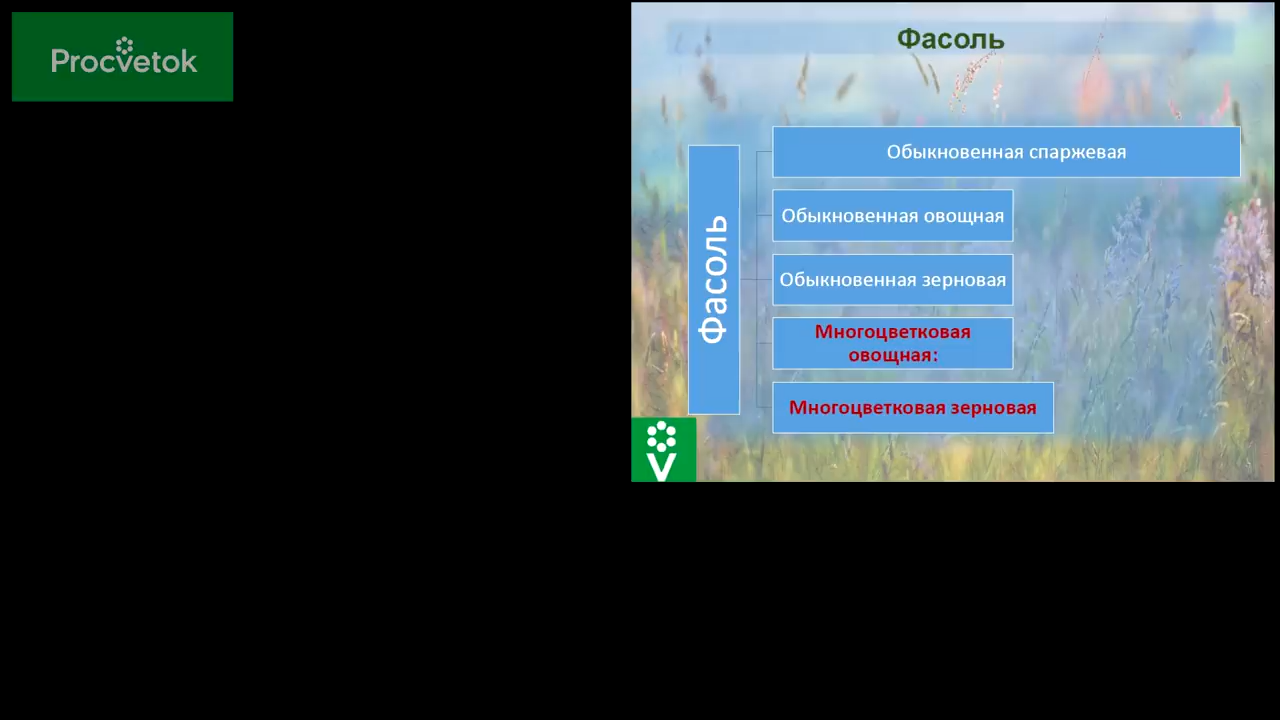 Procvetok
Фасоль
Фасоль
Обыкновенная спаржевая
Обыкновенная овощная
Обыкновенная зерновая
Многоцветковая
овощная:
Многоцветковая зерновая
V